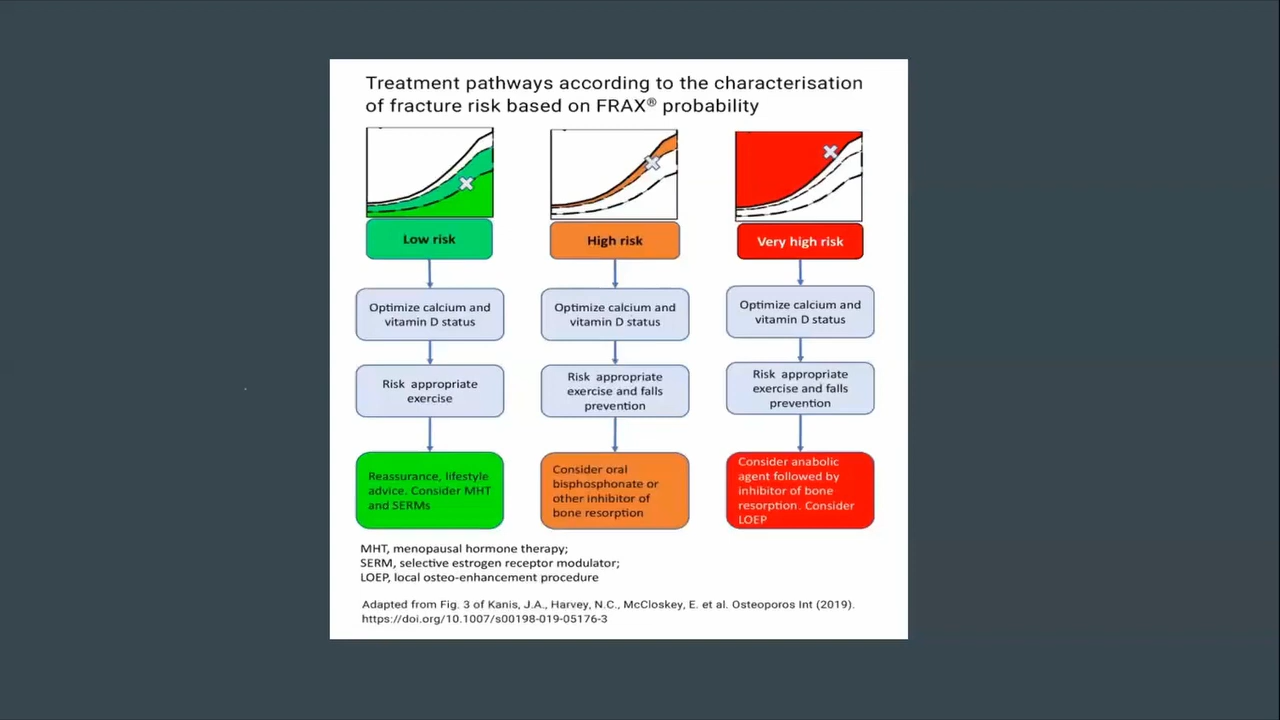 Treatment pathways according to the characterisation
of fracture risk based on FRAX® probability
Low risk
High risk
Very high risk
Optimize calcium and
vitamin D status
Optimize calcium and
vitamin D status
Optimize calcium and
vitamin D status
Risk appropriate
exercise
Risk appropriate
exercise and falls
prevention
Risk appropriate
exercise and falls
prevention
Reassurance, lifestyle
advice. Consider MHT
and SERMs
Consider oral
bisphosphonate or
other inhibitor of
bone resorption
Consider anabolic
agent followed by
inhibitor of bone
resorption. Consider
LOEP
MHT, menopausal hormone therapy;
SERM, selective estrogen receptor modulator;
LOEP, local osteo-enhancement procedure
Adapted from Fig. 3 of Kanis, J.A., Harvey, N.C., McCloskey, E. et al. Osteoporos Int (2019).
https://doi.org/10.1007/s00198-019-05176-3